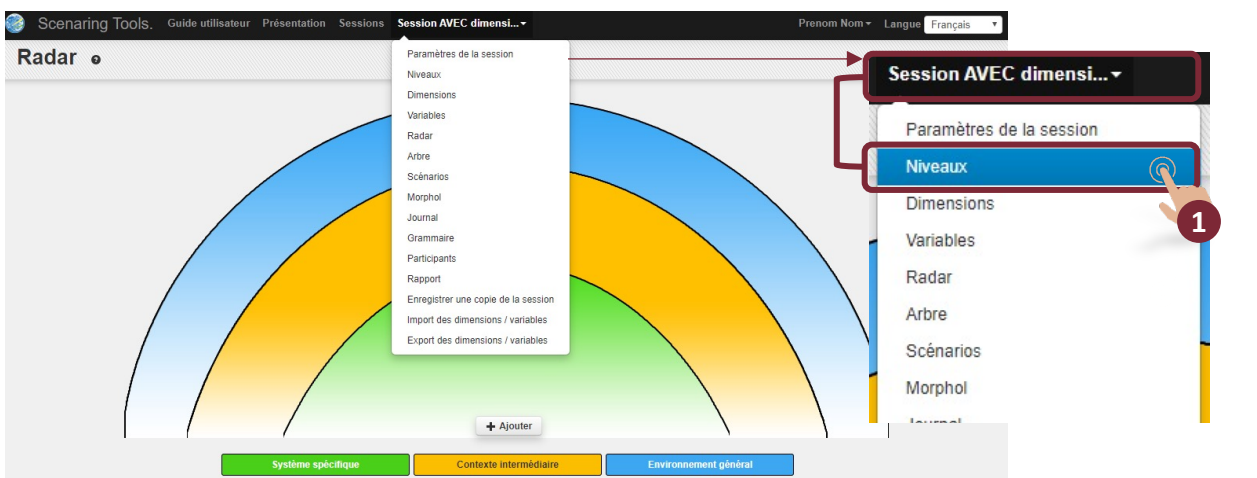 Scenaring Tools. Guide utilisateur Présentation Sessions Session AVEC dimensi... Prenom Nom Langue Français
Radar
Paramètres de la session
Niveaux
Dimensions
Variables
Radar
Arbre
Scénarios
Morphol
Journal
Grammaire
Participants
Rapport
Enregistrer une copie de la session
Import des dimensions / variables
Export des dimensions / variables
+ Ajouter
Système spécifique Contexte intermédiaire Environnement général
Session AVEC dimensi...
Paramètres de la session
Niveaux
1
Dimensions
Variables
Radar
Arbre
Scénarios
Morphol